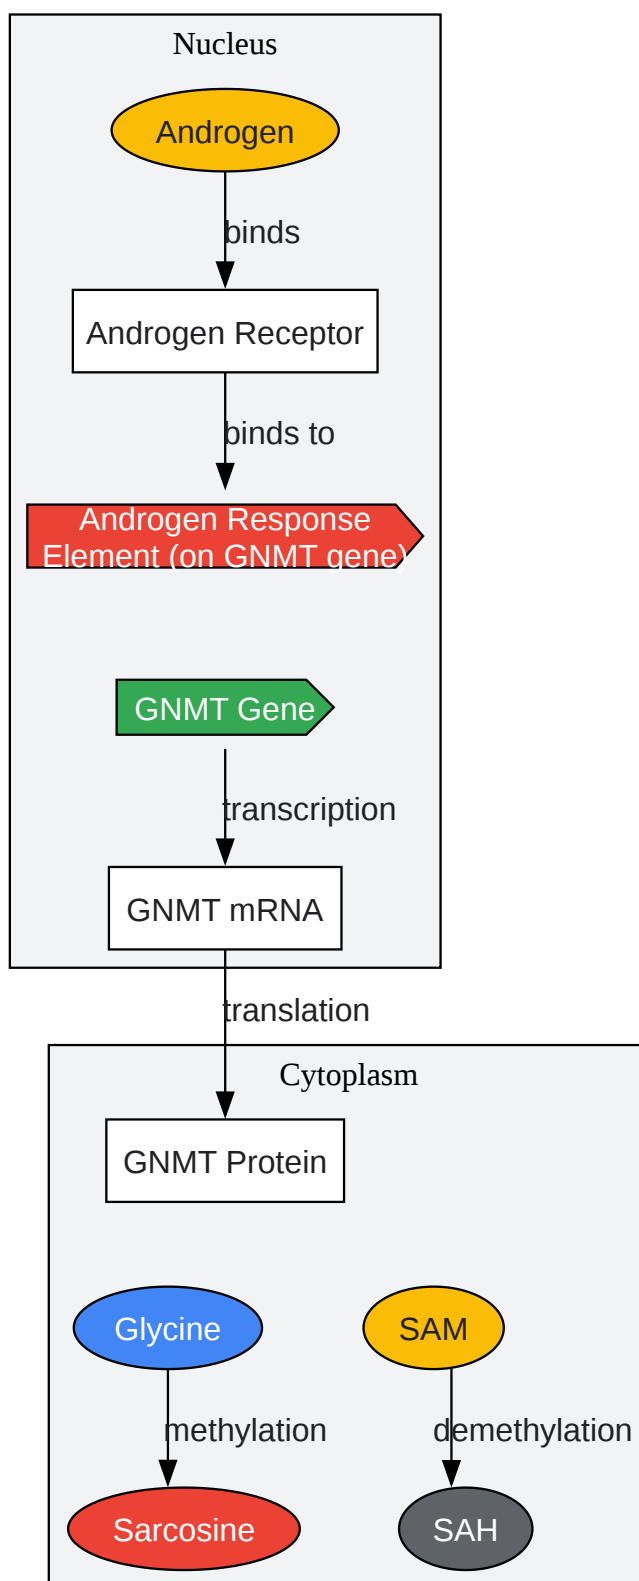 Nucleus
Androgen
binds
Androgen Receptor
binds to
Androgen Response
Element (on GNMT gene)
GNMT Gene
transcription
GNMT mRNA
translation
Cytoplasm
GNMT Protein
Glycine
SAM
methylation
demethylation
Sarcosine
SAH